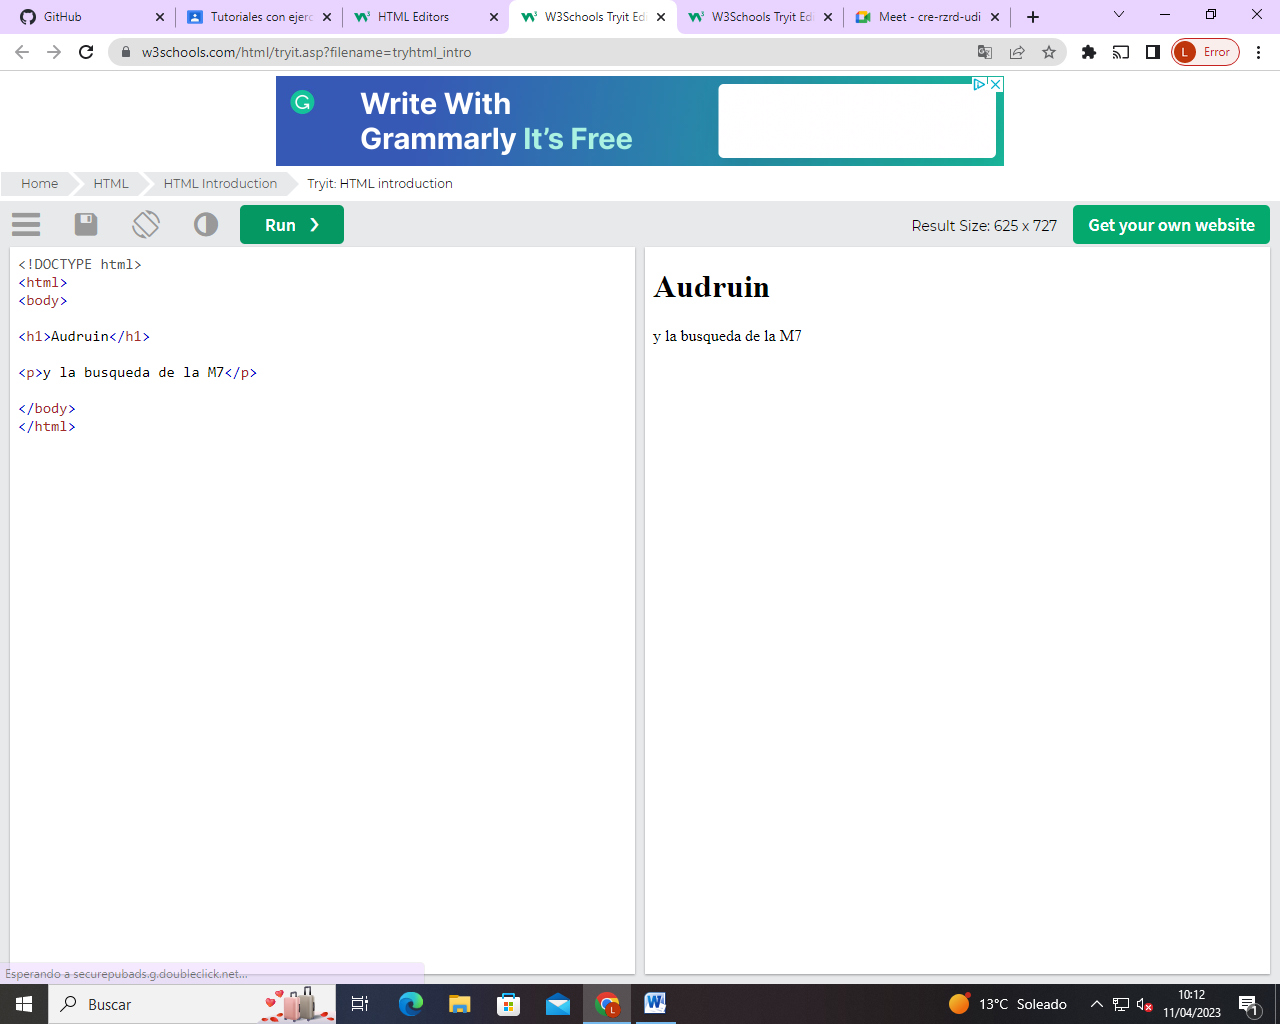 GitHub
Tutoriales con ejerc
HTML Editors
W3Schools Tryit Edi
W3Schools Tryit Edi
Meet - cre-rzrd-udi
w3schools.com/html/tryit.asp?filename=tryhtml_intro
L Error
Write With
Grammarly It's Free
Home
HTML
HTML Introduction
Tryit: HTML introduction
Run ❯
Result Size: 625 x 727
Get your own website
<!DOCTYPE html>
<html>
<body>
<h1>Audruin</h1>
<p>y la busqueda de la M7</p>
</body>
</html>
Audruin
y la busqueda de la M7
Esperando a securepubads.g.doubleclick.net...
Buscar
13°C Soleado
10:12
11/04/2023
1